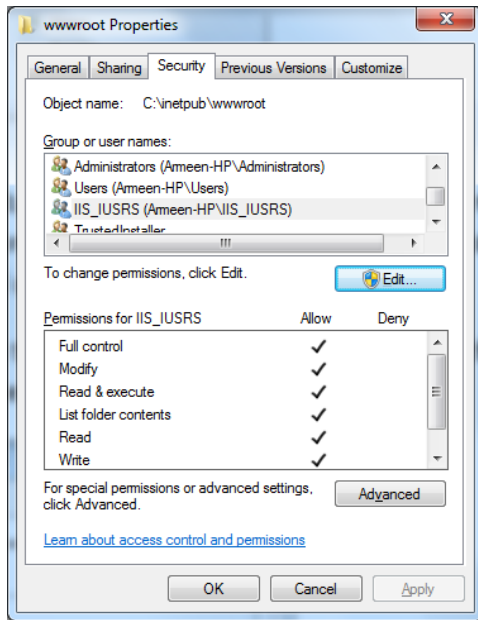 wwwroot Properties
General Sharing Security Previous Versions Customize
Object name: C:\inetpub\wwwroot
Group or user names:
Administrators (Armeen-HP\Administrators)
Users (Armeen-HP\Users)
IIS_IUSRS (Armeen-HP\IIS_IUSRS)
TrustedInstaller
To change permissions, click Edit.
Edit...
Permissions for IIS_IUSRS Allow Deny
Full control
Modify
Read & execute
List folder contents
Read
Write
For special permissions or advanced settings,
click Advanced.
Advanced
Learn about access control and permissions
OK Cancel Apply